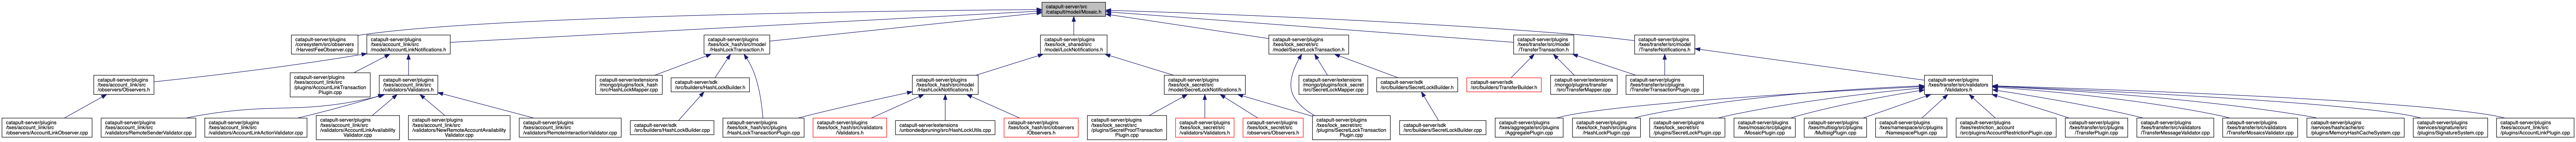 catapult-server/src
/catapult/model/Mosaic.h
catapult-server/plugins
/coresystem/src/observers
/HarvestFeeObserver.cpp
catapult-server/plugins
/txes/account_link/src
/model/AccountLinkNotifications.h
catapult-server/plugins
/txes/lock_hash/src/model
/HashLockTransaction.h
catapult-server/plugins
/txes/lock_shared/src
/model/LockNotifications.h
catapult-server/plugins
/txes/lock_secret/src
/model/SecretLockTransaction.h
catapult-server/plugins
/txes/transfer/src/model
/TransferTransaction.h
catapult-server/plugins
/txes/transfer/src/model
/TransferNotifications.h
catapult-server/plugins
/txes/account_link/src
/observers/Observers.h
catapult-server/plugins
/txes/account_link/src
/plugins/AccountLinkTransaction
Plugin.cpp
catapult-server/plugins
/txes/account_link/src
/validators/Validators.h
catapult-server/extensions
/mongo/plugins/lock_hash
/src/HashLockMapper.cpp
catapult-server/sdk
/src/builders/HashLockBuilder.h
catapult-server/plugins
/txes/lock_hash/src/model
/HashLockNotifications.h
catapult-server/plugins
/txes/lock_secret/src
/model/SecretLockNotifications.h
catapult-server/extensions
/mongo/plugins/lock_secret
/src/SecretLockMapper.cpp
catapult-server/sdk
/src/builders/SecretLockBuilder.h
catapult-server/sdk
/src/builders/TransferBuilder.h
catapult-server/extensions
/mongo/plugins/transfer
/src/TransferMapper.cpp
catapult-server/plugins
/txes/transfer/src/plugins
/TransferTransactionPlugin.cpp
catapult-server/plugins
/txes/transfer/src/validators
/Validators.h
catapult-server/plugins
/txes/account_link/src
/observers/AccountLinkObserver.cpp
catapult-server/plugins
/txes/account_link/src
/validators/RemoteSenderValidator.cpp
catapult-server/plugins
/txes/account_link/src
/validators/AccountLinkActionValidator.cpp
catapult-server/plugins
/txes/account_link/src
/validators/AccountLinkAvailability
Validator.cpp
catapult-server/plugins
/txes/account_link/src
/validators/NewRemoteAccountAvailability
Validator.cpp
catapult-server/plugins
/txes/account_link/src
/validators/RemoteInteractionValidator.cpp
catapult-server/sdk
/src/builders/HashLockBuilder.cpp
catapult-server/plugins
/txes/lock_hash/src/plugins
/HashLockTransactionPlugin.cpp
catapult-server/plugins
/txes/lock_hash/src/validators
/Validators.h
catapult-server/extensions
/unbondedpruning/src/HashLockUtils.cpp
catapult-server/plugins
/txes/lock_hash/src/observers
/Observers.h
catapult-server/plugins
/txes/lock_secret/src
/plugins/SecretProofTransaction
Plugin.cpp
catapult-server/plugins
/txes/lock_secret/src
/validators/Validators.h
catapult-server/plugins
/txes/lock_secret/src
/observers/Observers.h
catapult-server/plugins
/txes/lock_secret/src
/plugins/SecretLockTransaction
Plugin.cpp
catapult-server/sdk
/src/builders/SecretLockBuilder.cpp
catapult-server/plugins
/txes/aggregate/src/plugins
/AggregatePlugin.cpp
catapult-server/plugins
/txes/lock_hash/src/plugins
/HashLockPlugin.cpp
catapult-server/plugins
/txes/lock_secret/src
/plugins/SecretLockPlugin.cpp
catapult-server/plugins
/txes/mosaic/src/plugins
/MosaicPlugin.cpp
catapult-server/plugins
/txes/multisig/src/plugins
/MultisigPlugin.cpp
catapult-server/plugins
/txes/namespace/src/plugins
/NamespacePlugin.cpp
catapult-server/plugins
/txes/restriction_account
/src/plugins/AccountRestrictionPlugin.cpp
catapult-server/plugins
/txes/transfer/src/plugins
/TransferPlugin.cpp
catapult-server/plugins
/txes/transfer/src/validators
/TransferMessageValidator.cpp
catapult-server/plugins
/txes/transfer/src/validators
/TransferMosaicsValidator.cpp
catapult-server/plugins
/services/hashcache/src
/plugins/MemoryHashCacheSystem.cpp
catapult-server/plugins
/services/signature/src
/plugins/SignatureSystem.cpp
catapult-server/plugins
/txes/account_link/src
/plugins/AccountLinkPlugin.cpp